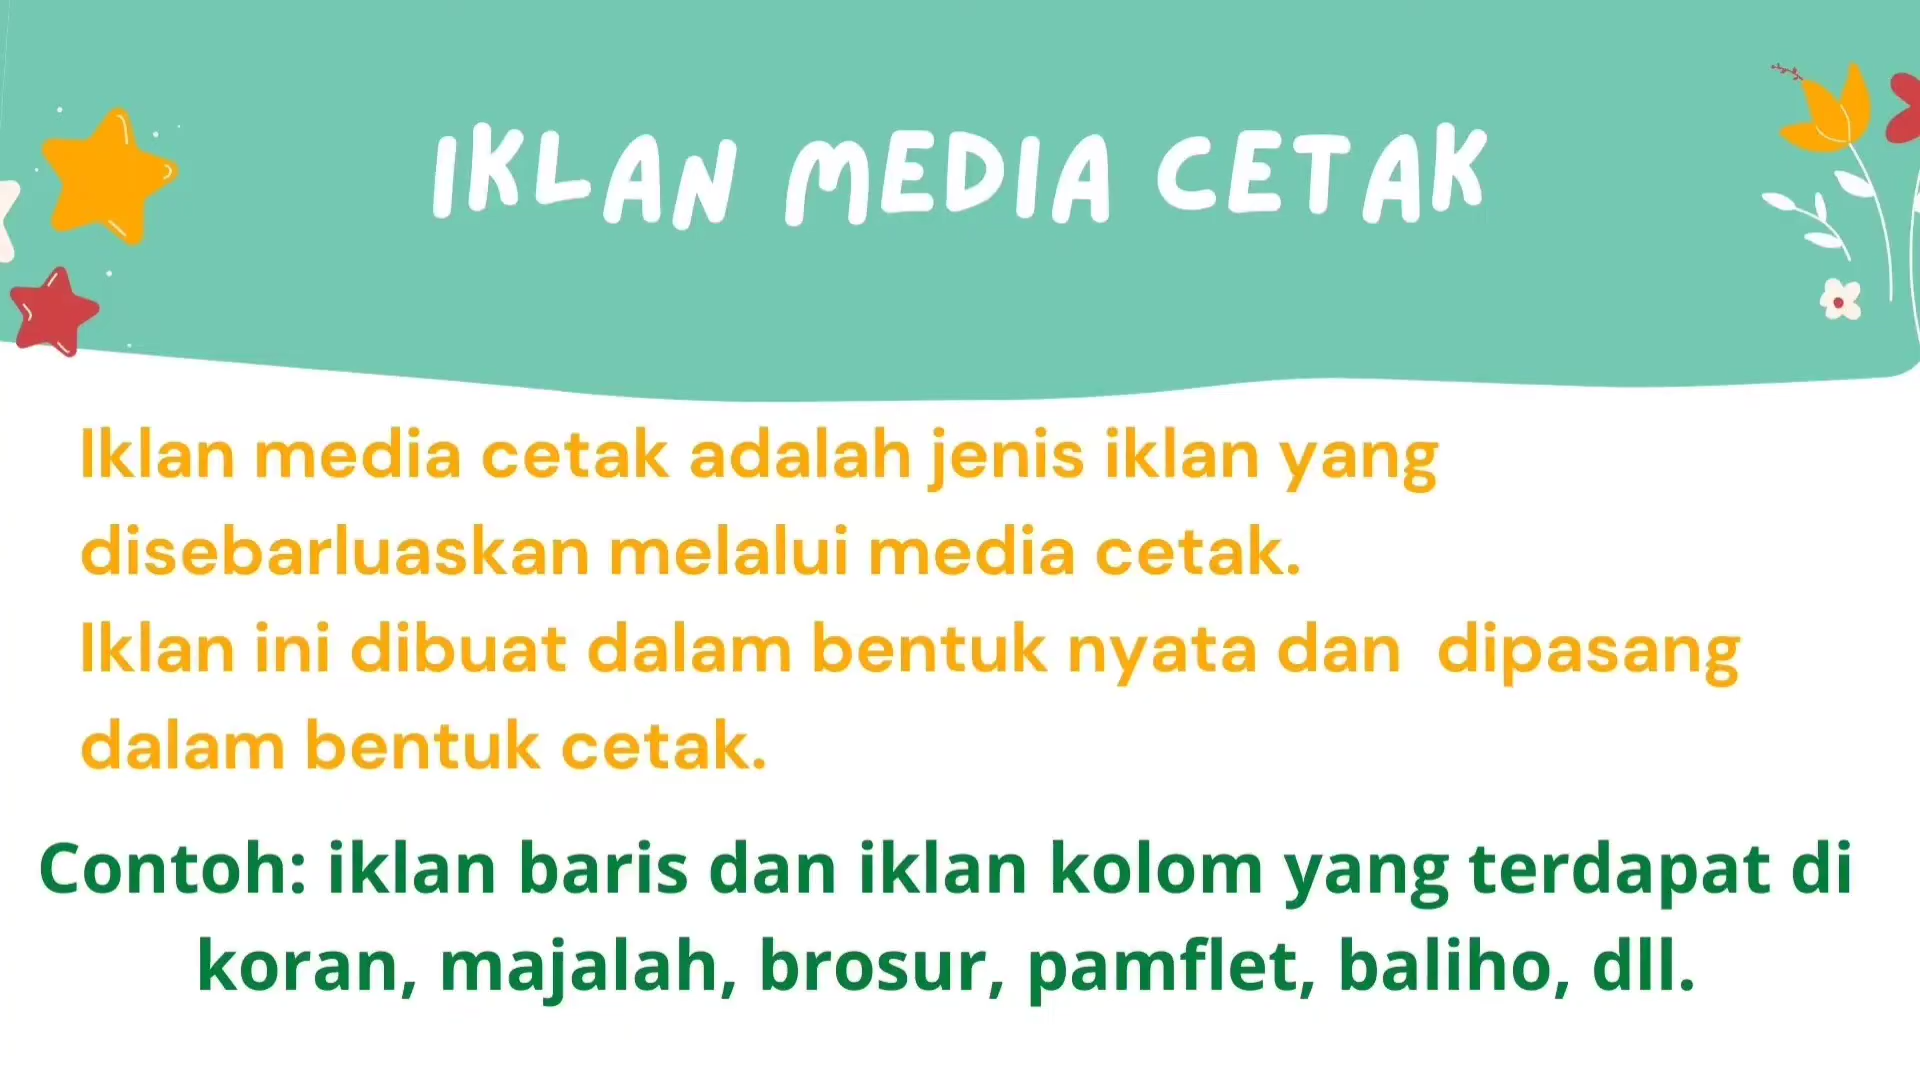 IKLAN MEDIA CETAK
Iklan media cetak adalah jenis iklan yang
disebarluaskan melalui media cetak.
Iklan ini dibuat dalam bentuk nyata dan  dipasang
dalam bentuk cetak.
Contoh: iklan baris dan iklan kolom yang terdapat di
koran, majalah, brosur, pamflet, baliho, dll.